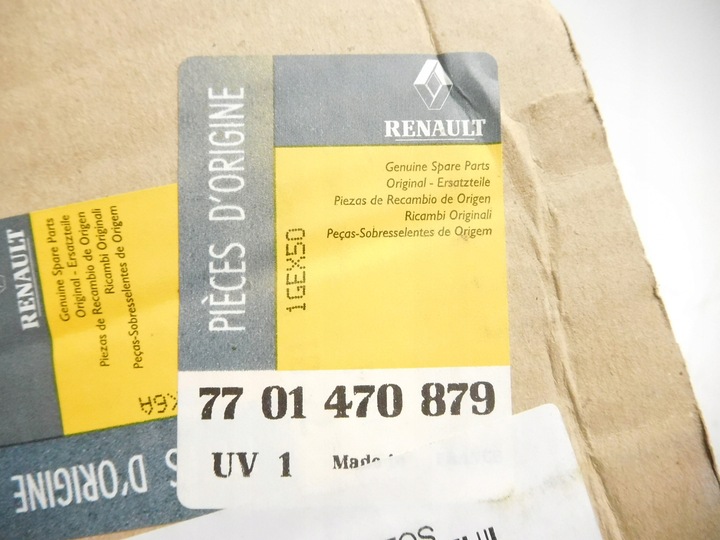 PIÈCES D'ORIGINE
RENAULT
Genuine Spare Parts
Original - Ersatzteile
Piezas de Recambio de Origen
Ricambi Originali
Peças-Sobresselentes de Origem
1GEX50
77 01 470 879
UV 1 Made
RENAULT
Genuine Spare Parts
Original - Ersatzteile
Piezas de Recambio de Origen
Ricambi Originali
Peças-Sobresselentes de Origem
S D'ORIGINE